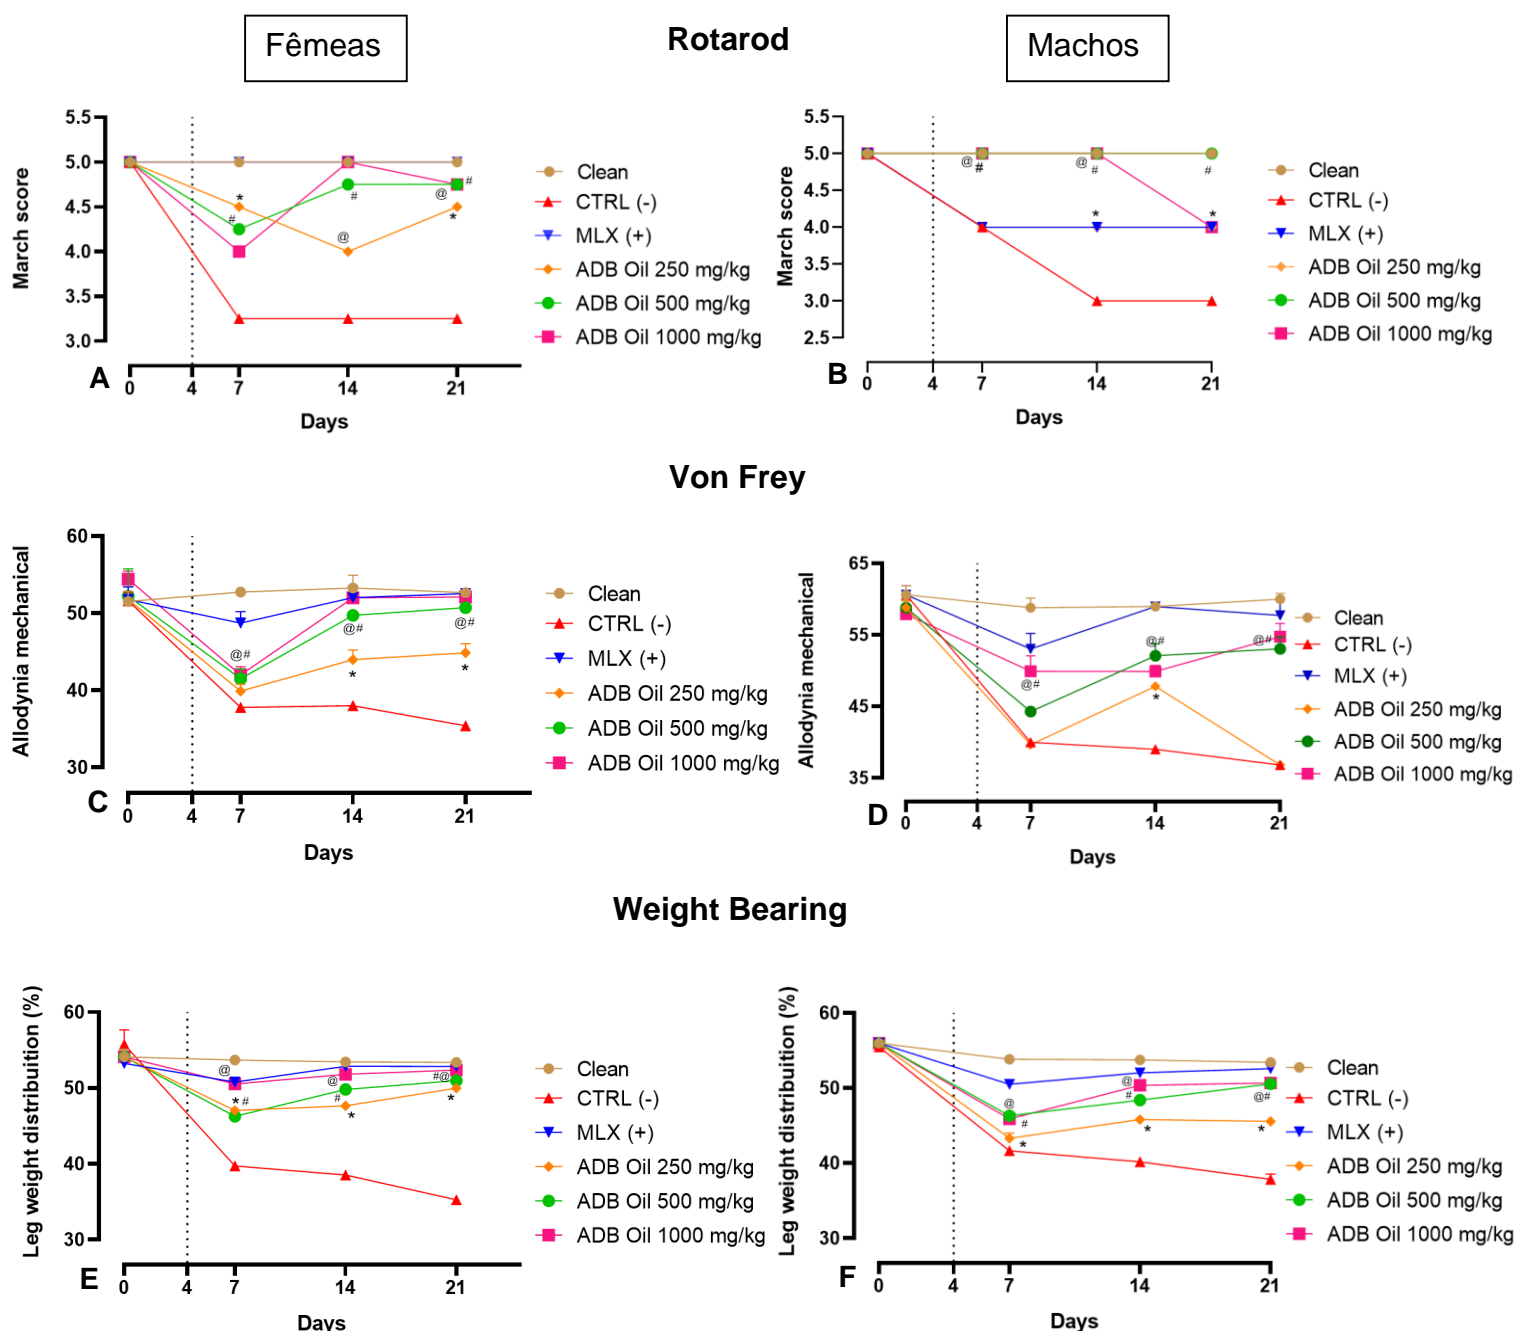 Fêmeas
Rotarod
Machos
March score
5.5
5.0
4.5
4.0
3.5
3.0
* # @ # @ # *
A
0 4 7 14 21
Days
Clean
CTRL (-)
MLX (+)
ADB Oil 250 mg/kg
ADB Oil 500 mg/kg
ADB Oil 1000 mg/kg
March score
5.5
5.0
4.5
4.0
3.5
3.0
2.5
@ # @ # # * *
B
0 4 7 14 21
Days
Clean
CTRL (-)
MLX (+)
ADB Oil 250 mg/kg
ADB Oil 500 mg/kg
ADB Oil 1000 mg/kg
Von Frey
Allodynia mechanical
60
50
40
30
@# @# @# * *
C
0 4 7 14 21
Days
Clean
CTRL (-)
MLX (+)
ADB Oil 250 mg/kg
ADB Oil 500 mg/kg
ADB Oil 1000 mg/kg
Allodynia mechanical
65
55
45
35
@# @# @# *
D
0 4 7 14 21
Days
Clean
CTRL (-)
MLX (+)
ADB Oil 250 mg/kg
ADB Oil 500 mg/kg
ADB Oil 1000 mg/kg
Weight Bearing
Leg weight distribuition (%)
60
50
40
30
@ * # @ # * #@ *
E
0 4 7 14 21
Days
Clean
CTRL (-)
MLX (+)
ADB Oil 250 mg/kg
ADB Oil 500 mg/kg
ADB Oil 1000 mg/kg
Leg weight distribuition (%)
60
50
40
30
@ # * @ # * @# *
F
0 4 7 14 21
Days
Clean
CTRL (-)
MLX (+)
ADB Oil 250 mg/kg
ADB Oil 500 mg/kg
ADB Oil 1000 mg/kg